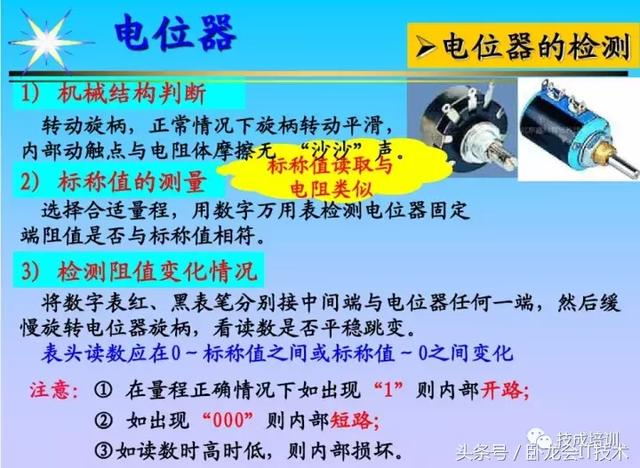 电位器
➢电位器的检测
1) 机械结构判断
转动旋柄，正常情况下旋柄转动平滑，
内部动触点与电阻体摩擦无 “沙沙”声。
标称值读取与
电阻类似
2) 标称值的测量
选择合适量程，用数字万用表检测电位器固定
端阻值是否与标称值相符。
3) 检测阻值变化情况
将数字表红、黑表笔分别接中间端与电位器任何一端，然后缓
慢旋转电位器旋柄，看读数是否平稳跳变。
表头读数应在0～标称值之间或标称值～0之间变化
注意：① 在量程正确情况下如出现 “1”则内部开路;
② 如出现 “000”则内部短路;
③如读数时高时低，则内部损坏。
技成培训
头条号 / 卧龙会IT技术